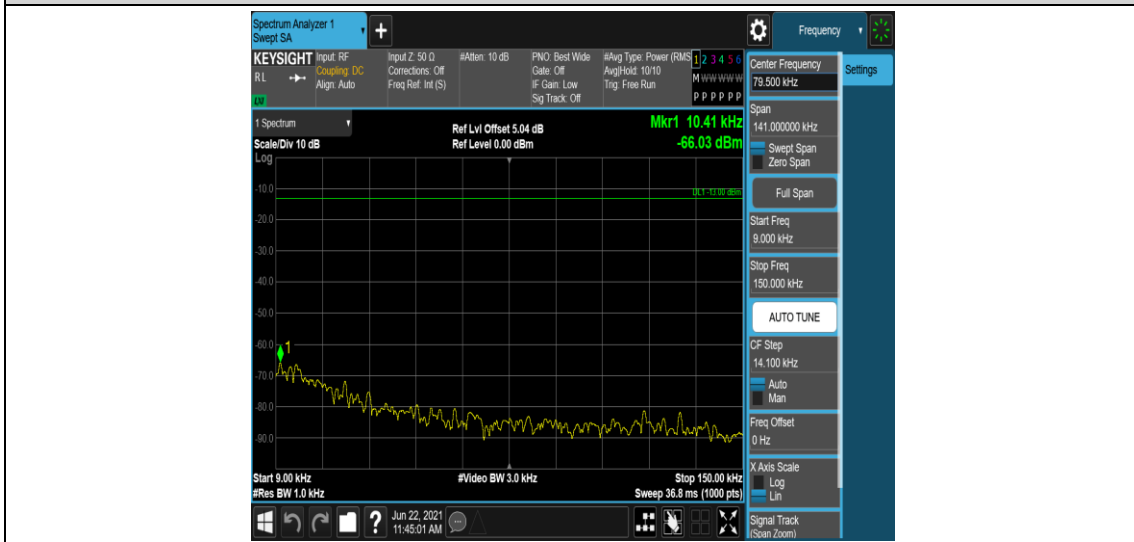 Spectrum Analyzer 1
Swept SA
+
Frequency
KEYSIGHT
RL
LXI
Input: RF
Coupling: DC
Align: Auto
Input Z: 50 Ω
Corrections: Off
Freq Ref: Int (S)
#Atten: 10 dB
PNO: Best Wide
Gate: Off
IF Gain: Low
Sig Track: Off
#Avg Type: Power (RMS
Avg|Hold: 10/10
Trig: Free Run
1 2 3 4 5 6
M W W W W W
P P P P P P
1 Spectrum
Scale/Div 10 dB
Log
Ref Lvl Offset 5.04 dB
Ref Level 0.00 dBm
Mkr1 10.41 kHz
-66.03 dBm
DL1 -13.00 dBm
-10.0
-20.0
-30.0
-40.0
-50.0
-60.0
1
-70.0
-80.0
-90.0
Start 9.00 kHz
#Res BW 1.0 kHz
#Video BW 3.0 kHz
Stop 150.00 kHz
Sweep 36.8 ms (1000 pts)
Center Frequency
79.500 kHz
Settings
Span
141.000000 kHz
Swept Span
Zero Span
Full Span
Start Freq
9.000 kHz
Stop Freq
150.000 kHz
AUTO TUNE
CF Step
14.100 kHz
Auto
Man
Freq Offset
0 Hz
X Axis Scale
Log
Lin
Signal Track
(Span Zoom)
?
Jun 22, 2021
11:45:01 AM